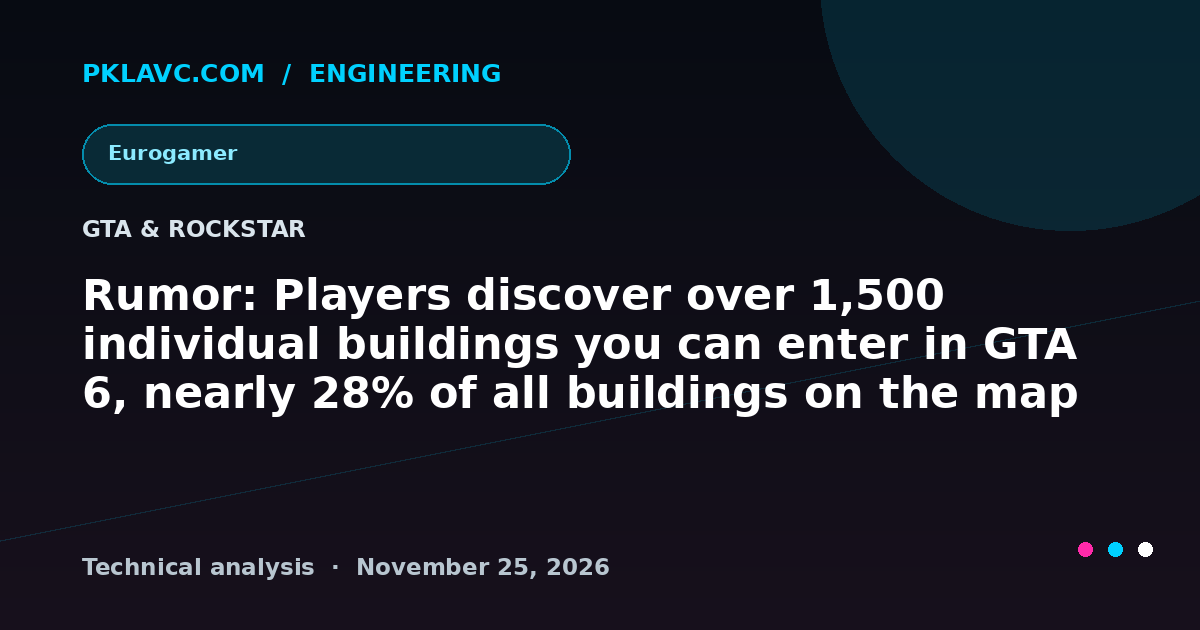 PKLAVC.COM / ENGINEERING
Eurogamer
GTA & ROCKSTAR
Rumor: Players discover over 1,500
individual buildings you can enter in GTA
6, nearly 28% of all buildings on the map
Technical analysis · November 25, 2026